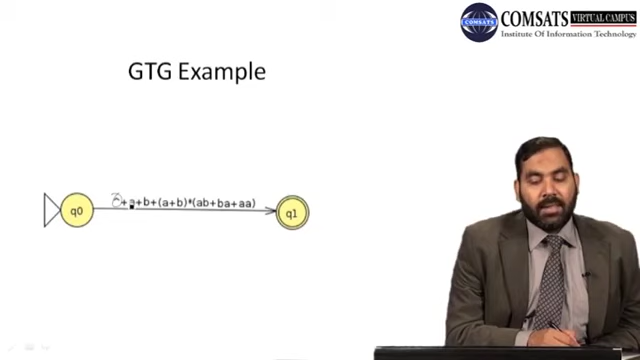 COMSATS VIRTUAL CAMPUS
Institute Of Information Technology
COMSATS
GTG Example
q0
+a+b+(a+b)*(ab+ba+aa)
q1